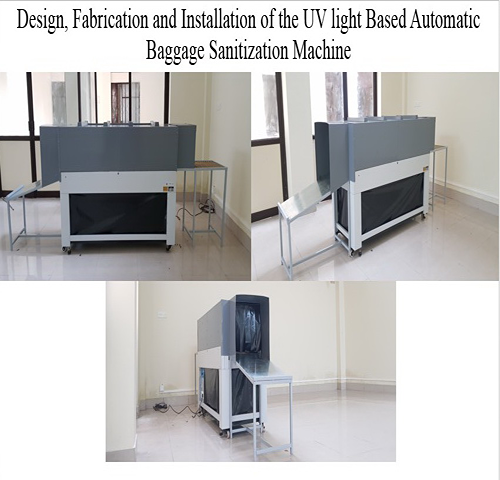 Design, Fabrication and Installation of the UV light Based Automatic
Baggage Sanitization Machine